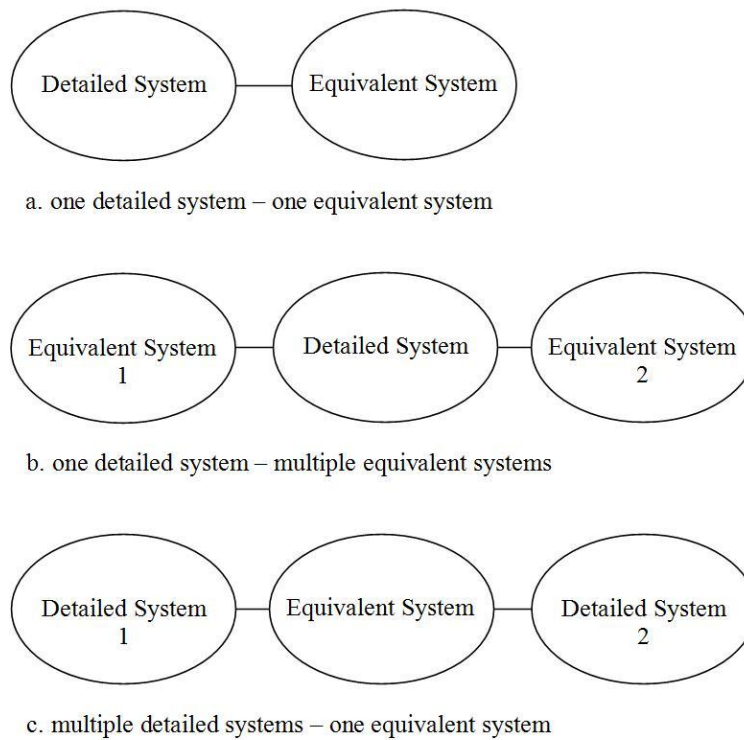 Detailed System
Equivalent System
a. one detailed system – one equivalent system
Equivalent System
1
Detailed System
Equivalent System
2
b. one detailed system – multiple equivalent systems
Detailed System
1
Equivalent System
Detailed System
2
c. multiple detailed systems – one equivalent system